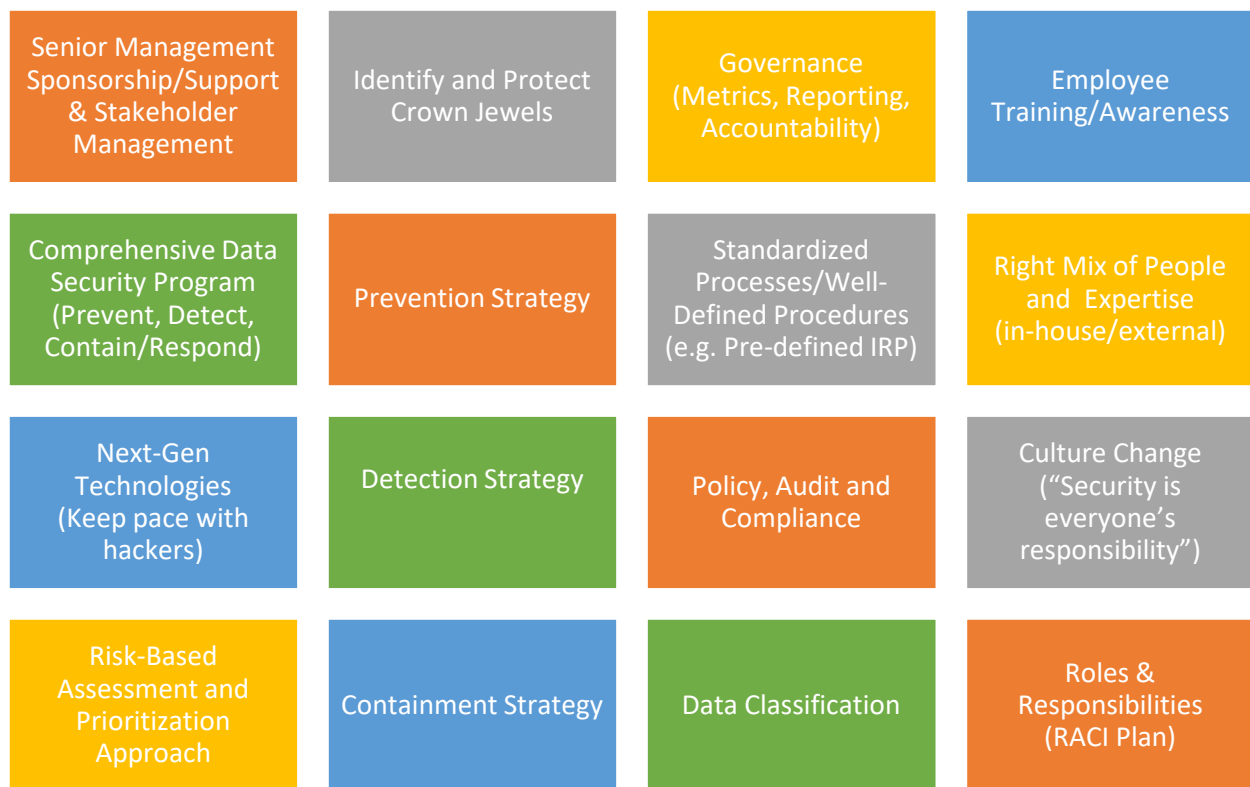 Senior Management
Sponsorship/Support
& Stakeholder
Management
Identify and Protect
Crown Jewels
Governance
(Metrics, Reporting,
Accountability)
Employee
Training/Awareness
Comprehensive Data
Security Program
(Prevent, Detect,
Contain/Respond)
Prevention Strategy
Standardized
Processes/Well-
Defined Procedures
(e.g. Pre-defined IRP)
Right Mix of People
and Expertise
(in-house/external)
Next-Gen
Technologies
(Keep pace with
hackers)
Detection Strategy
Policy, Audit and
Compliance
Culture Change
(“Security is
everyone’s
responsibility”)
Risk-Based
Assessment and
Prioritization
Approach
Containment Strategy
Data Classification
Roles &
Responsibilities
(RACI Plan)